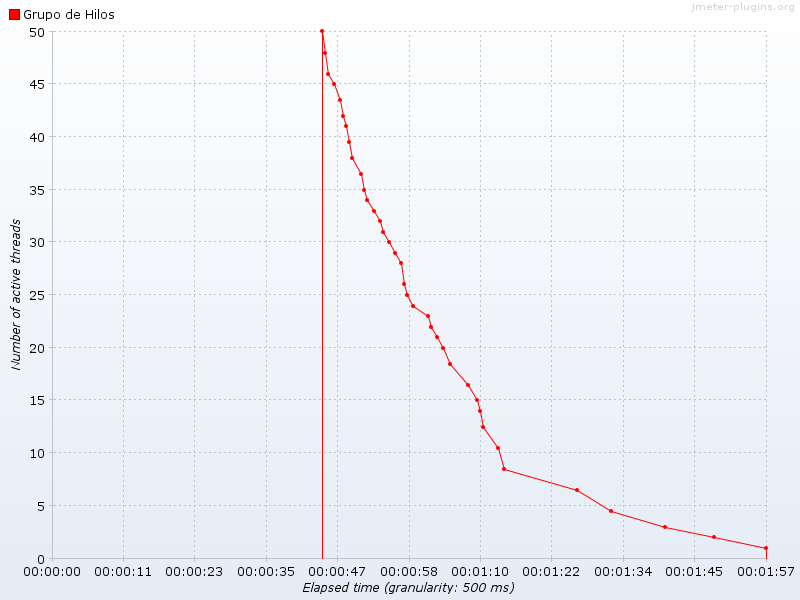 Grupo de Hilos
jmeter-plugins.org
50
45
40
35
30
25
20
15
10
5
0
Number of active threads
00:00:00 00:00:11 00:00:23 00:00:35 00:00:47 00:00:58 00:01:10 00:01:22 00:01:34 00:01:45 00:01:57
Elapsed time (granularity: 500 ms)